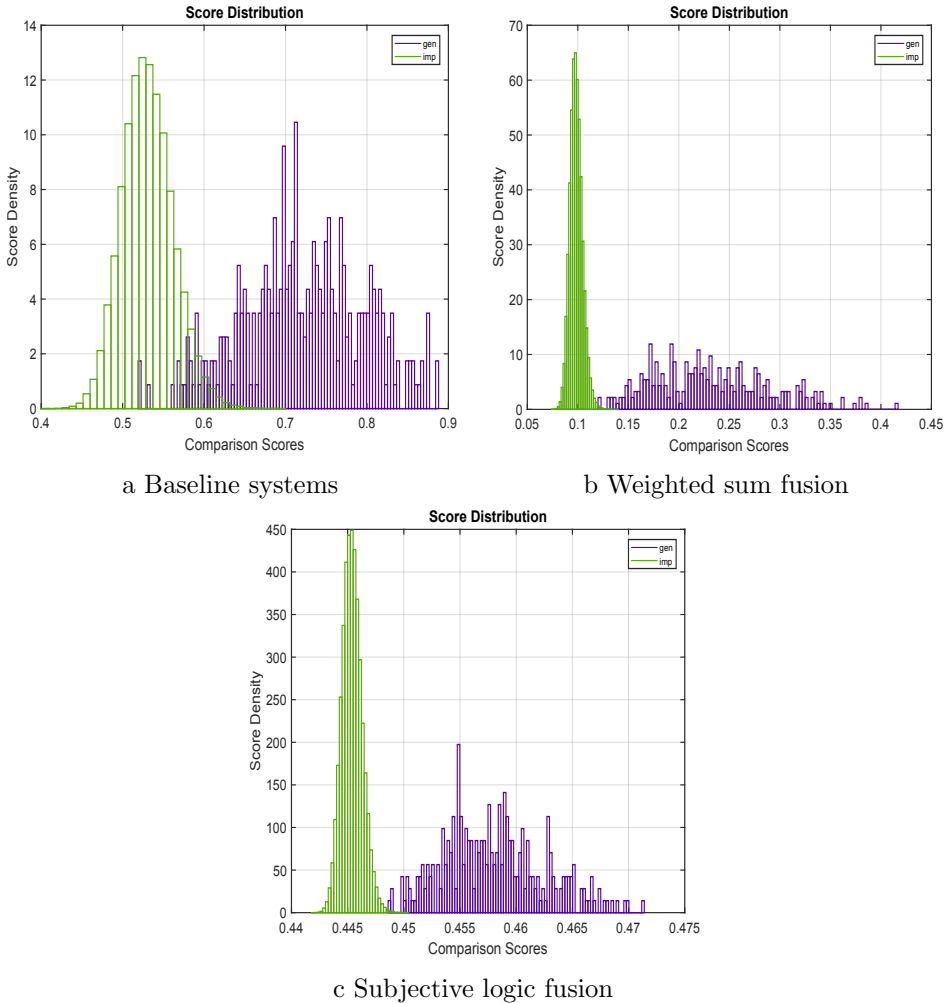 Score Distribution
14
12
10
8
6
4
2
0
Score Density
gen
imp
0.4 0.5 0.6 0.7 0.8 0.9
Comparison Scores
a Baseline systems
Score Distribution
70
60
50
40
30
20
10
0
Score Density
gen
imp
0.05 0.1 0.15 0.2 0.25 0.3 0.35 0.4 0.45
Comparison Scores
b Weighted sum fusion
Score Distribution
450
400
350
300
250
200
150
100
50
0
Score Density
gen
imp
0.44 0.445 0.45 0.455 0.46 0.465 0.47 0.475
Comparison Scores
c Subjective logic fusion